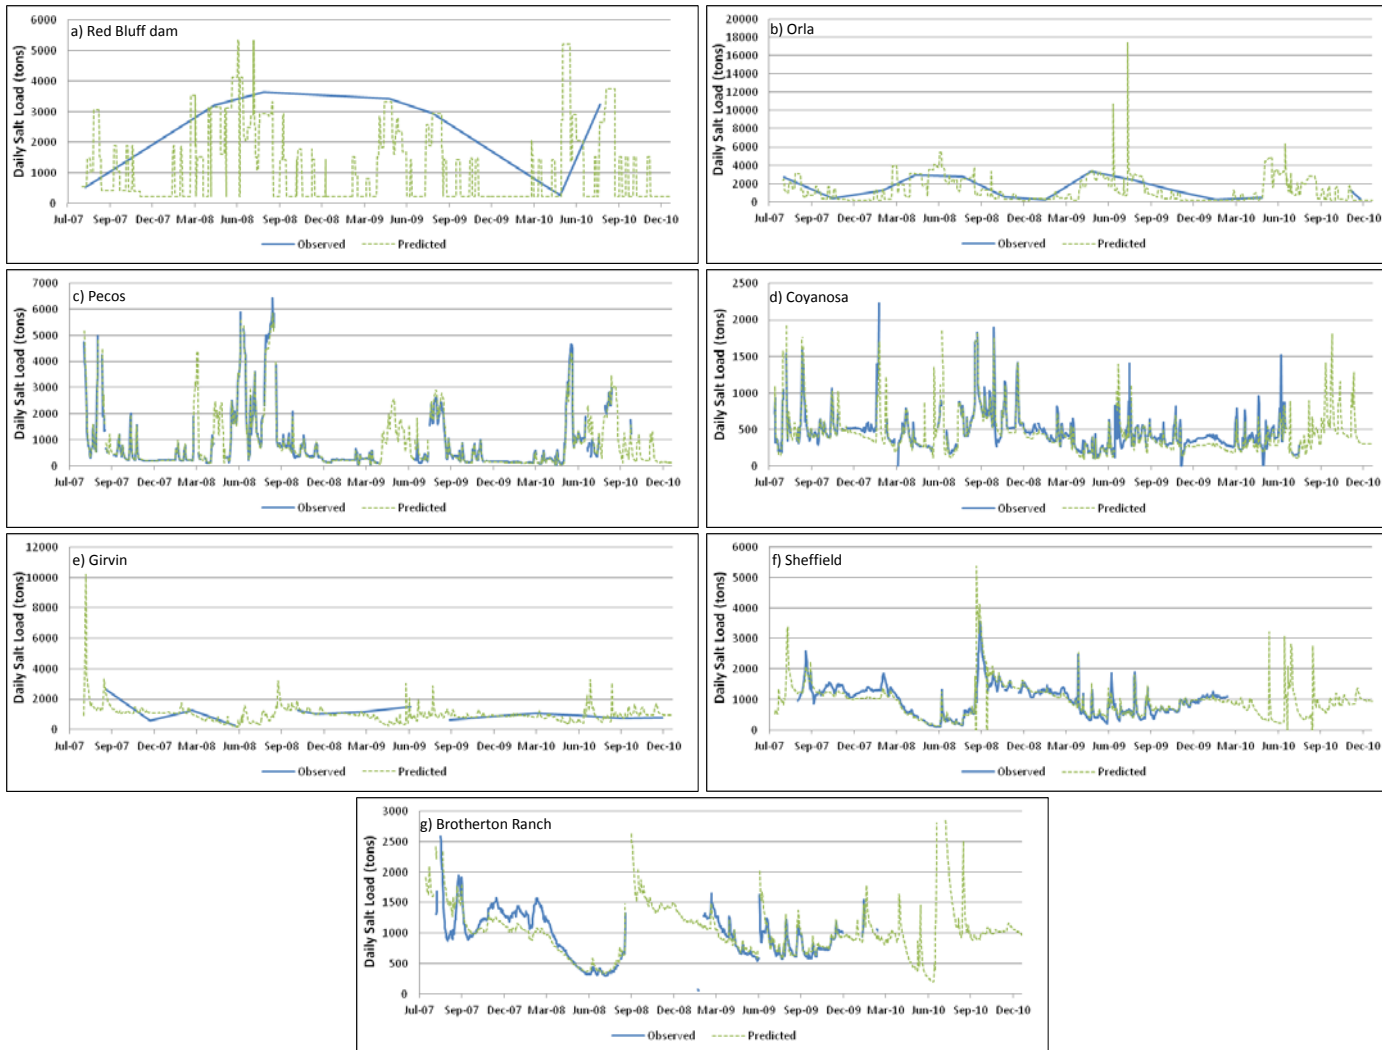 a) Red Bluff dam
Daily Salt Load (tons)
6000
5000
4000
3000
2000
1000
0
Jul-07 Sep-07 Dec-07 Mar-08 Jun-08 Sep-08 Dec-08 Mar-09 Jun-09 Sep-09 Dec-09 Mar-10 Jun-10 Sep-10 Dec-10
Observed Predicted
b) Orla
Daily Salt Load (tons)
20000
18000
16000
14000
12000
10000
8000
6000
4000
2000
0
Jul-07 Sep-07 Dec-07 Mar-08 Jun-08 Sep-08 Dec-08 Mar-09 Jun-09 Sep-09 Dec-09 Mar-10 Jun-10 Sep-10 Dec-10
Observed Predicted
c) Pecos
Daily Salt Load (tons)
7000
6000
5000
4000
3000
2000
1000
0
Jul-07 Sep-07 Dec-07 Mar-08 Jun-08 Sep-08 Dec-08 Mar-09 Jun-09 Sep-09 Dec-09 Mar-10 Jun-10 Sep-10 Dec-10
Observed Predicted
d) Coyanosa
Daily Salt Load (tons)
2500
2000
1500
1000
500
0
Jul-07 Sep-07 Dec-07 Mar-08 Jun-08 Sep-08 Dec-08 Mar-09 Jun-09 Sep-09 Dec-09 Mar-10 Jun-10 Sep-10 Dec-10
Observed Predicted
e) Girvin
Daily Salt Load (tons)
12000
10000
8000
6000
4000
2000
0
Jul-07 Sep-07 Dec-07 Mar-08 Jun-08 Sep-08 Dec-08 Mar-09 Jun-09 Sep-09 Dec-09 Mar-10 Jun-10 Sep-10 Dec-10
Observed Predicted
f) Sheffield
Daily Salt Load (tons)
6000
5000
4000
3000
2000
1000
0
Jul-07 Sep-07 Dec-07 Mar-08 Jun-08 Sep-08 Dec-08 Mar-09 Jun-09 Sep-09 Dec-09 Mar-10 Jun-10 Sep-10 Dec-10
Observed Predicted
g) Brotherton Ranch
Daily Salt Load (tons)
3000
2500
2000
1500
1000
500
0
Jul-07 Sep-07 Dec-07 Mar-08 Jun-08 Sep-08 Dec-08 Mar-09 Jun-09 Sep-09 Dec-09 Mar-10 Jun-10 Sep-10 Dec-10
Observed Predicted